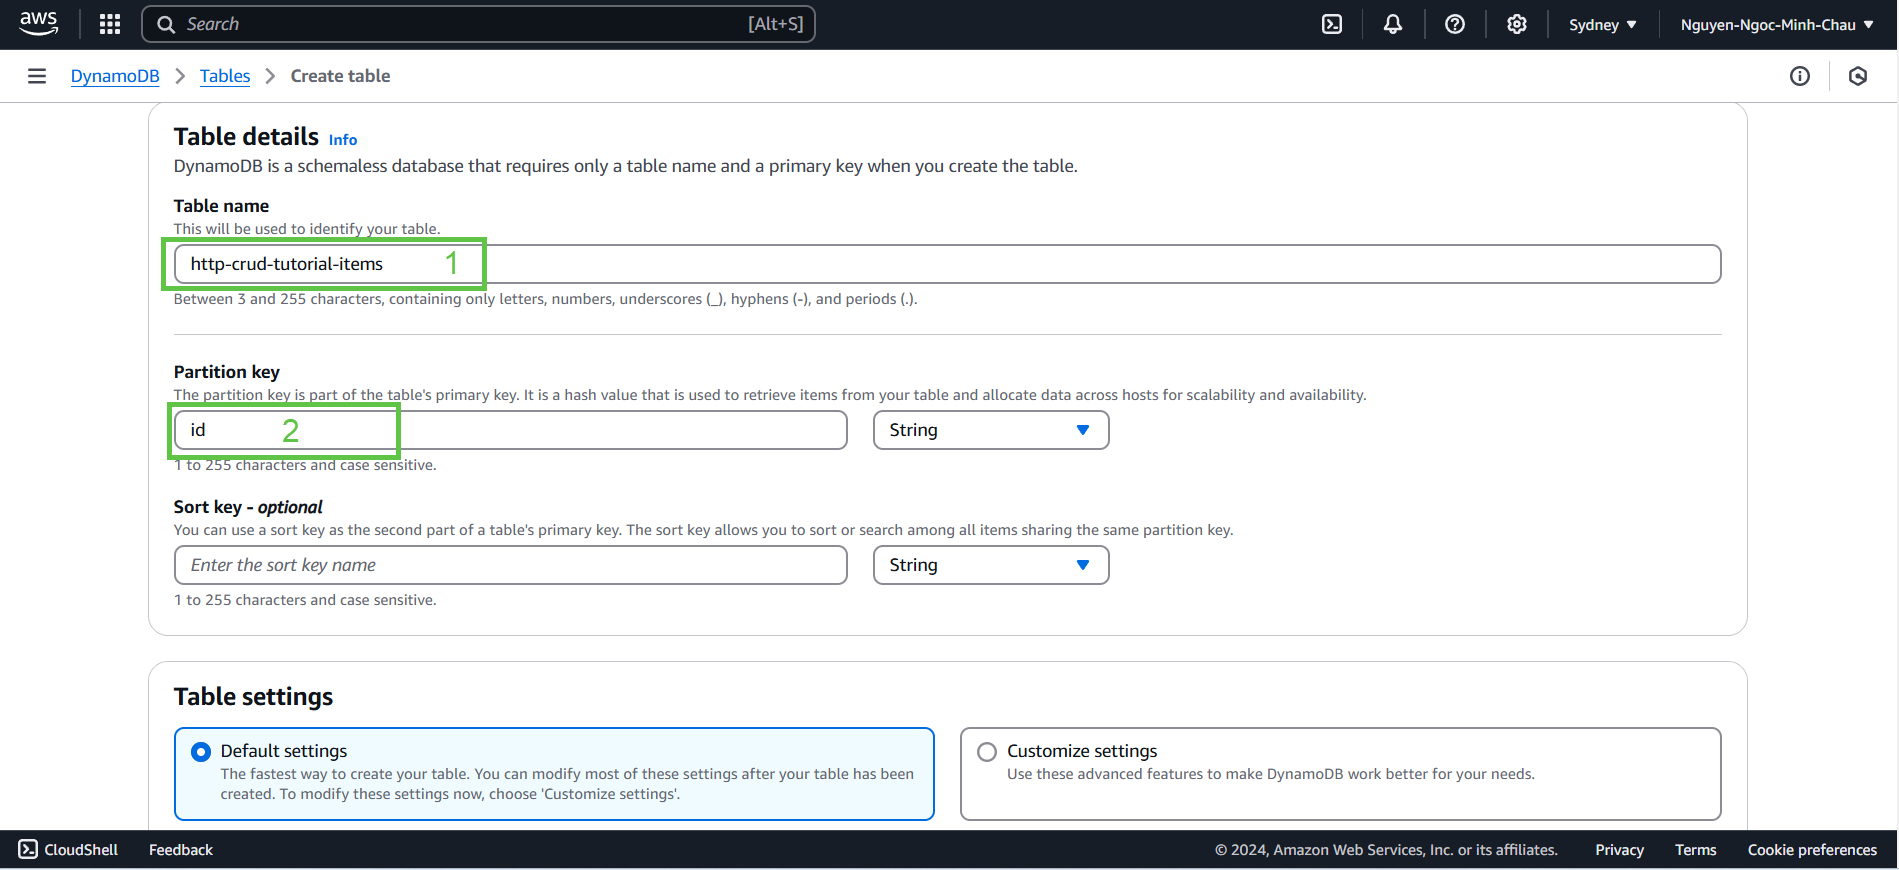 aws
Search [Alt+S] Sydney Nguyen-Ngoc-Minh-Chau
DynamoDB Tables Create table
Table details Info
DynamoDB is a schemaless database that requires only a table name and a primary key when you create the table.
Table name
This will be used to identify your table.
http-crud-tutorial-items 1
Between 3 and 255 characters, containing only letters, numbers, underscores (_), hyphens (-), and periods (.).
Partition key
The partition key is part of the table's primary key. It is a hash value that is used to retrieve items from your table and allocate data across hosts for scalability and availability.
id 2 String
1 to 255 characters and case sensitive.
Sort key - optional
You can use a sort key as the second part of a table's primary key. The sort key allows you to sort or search among all items sharing the same partition key.
Enter the sort key name String
1 to 255 characters and case sensitive.
Table settings
Default settings
The fastest way to create your table. You can modify most of these settings after your table has been
created. To modify these settings now, choose 'Customize settings'.
Customize settings
Use these advanced features to make DynamoDB work better for your needs.
CloudShell Feedback © 2024, Amazon Web Services, Inc. or its affiliates. Privacy Terms Cookie preferences